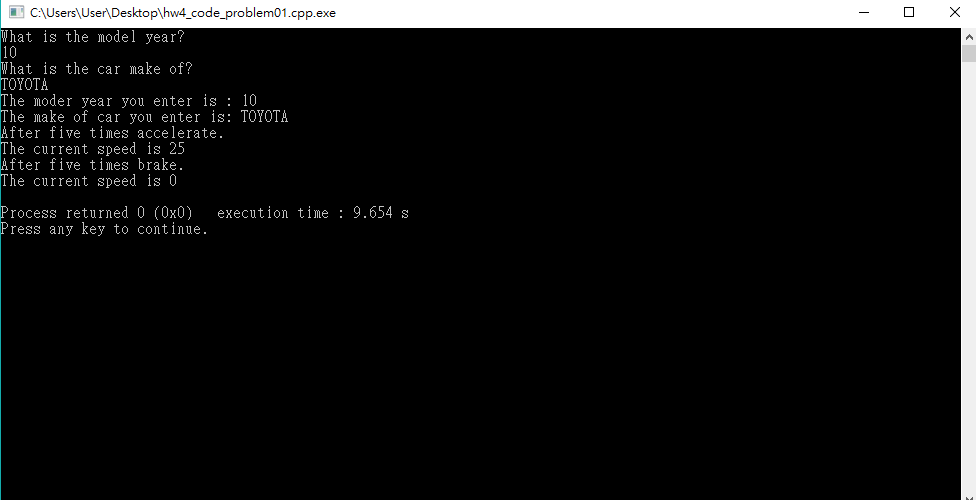 C:\Users\User\Desktop\hw4_code_problem01.cpp.exe
What is the model year?
10
What is the car make of?
TOYOTA
The moder year you enter is : 10
The make of car you enter is: TOYOTA
After five times accelerate.
The current speed is 25
After five times brake.
The current speed is 0
Process returned 0 (0x0)   execution time : 9.654 s
Press any key to continue.